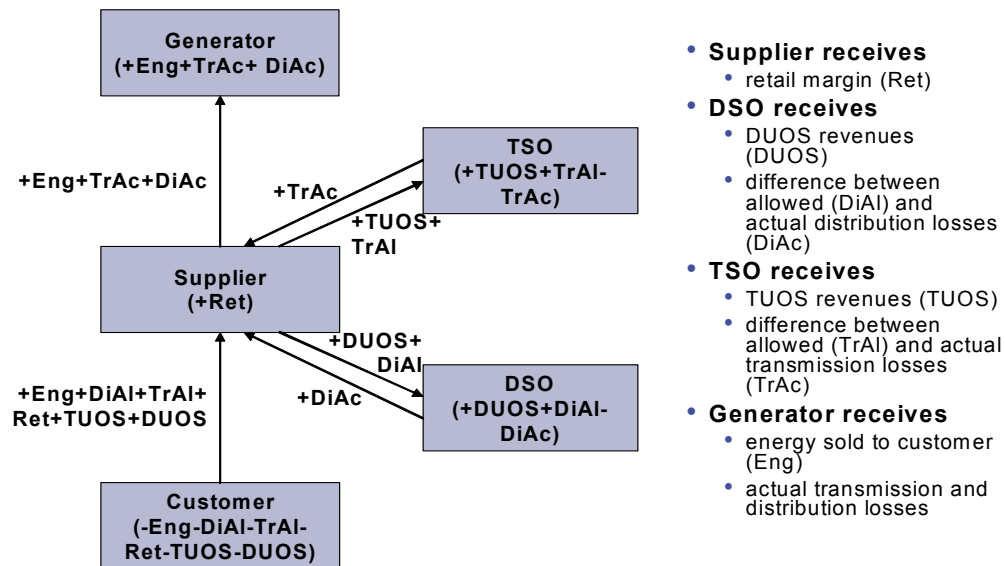 Generator
(+Eng+TrAc+ DiAc)
+Eng+TrAc+DiAc
TSO
(+TUOS+TrAl-
TrAc)
+TrAc
+TUOS+
TrAl
Supplier
(+Ret)
+DUOS+
DiAl
+DiAc
DSO
(+DUOS+DiAl-
DiAc)
+Eng+DiAl+TrAl+
Ret+TUOS+DUOS
Customer
(-Eng-DiAl-TrAl-
Ret-TUOS-DUOS)
• Supplier receives
• retail margin (Ret)
• DSO receives
• DUOS revenues
(DUOS)
• difference between
allowed (DiAl) and
actual distribution losses
(DiAc)
• TSO receives
• TUOS revenues (TUOS)
• difference between
allowed (TrAl) and actual
transmission losses
(TrAc)
• Generator receives
• energy sold to customer
(Eng)
• actual transmission and
distribution losses